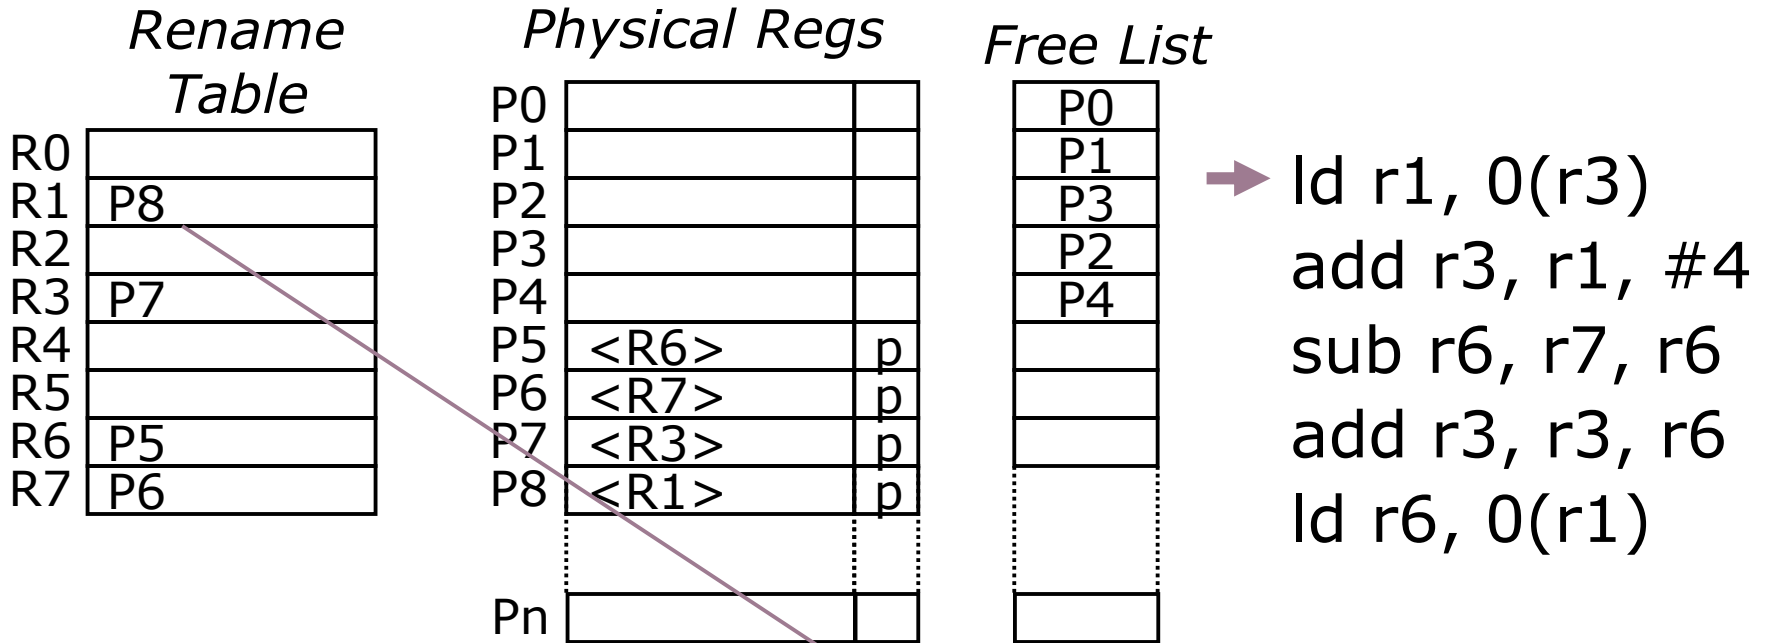 Rename Table
R0
R1 P8
R2
R3 P7
R4
R5
R6 P5
R7 P6
Physical Regs
P0
P1
P2
P3
P4
P5 <R6> p
P6 <R7> p
P7 <R3> p
P8 <R1> p
Pn
Free List
P0
P1
P3
P2
P4
ld r1, 0(r3)
add r3, r1, #4
sub r6, r7, r6
add r3, r3, r6
ld r6, 0(r1)